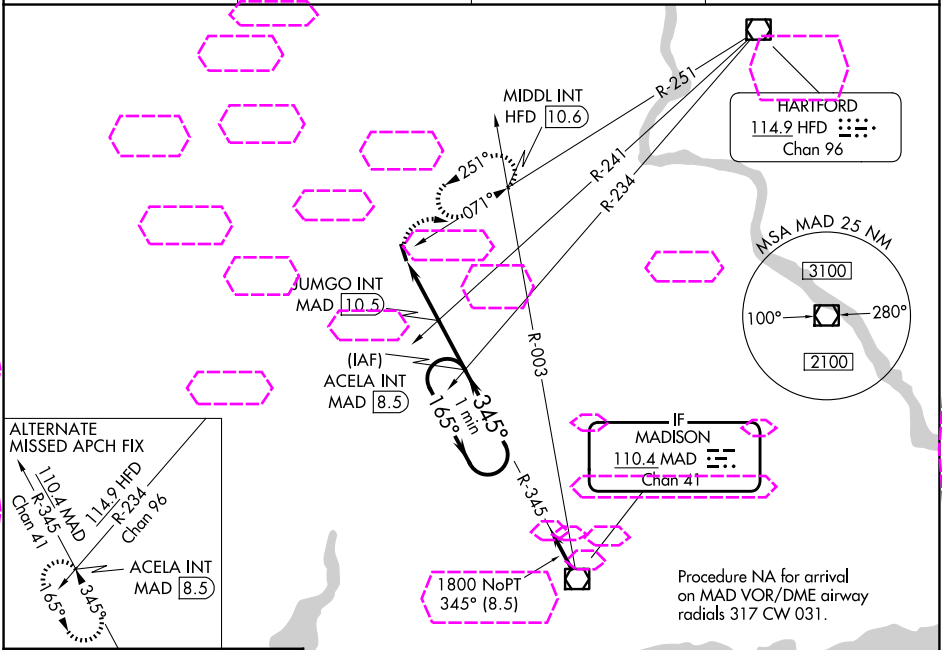 R-251
MIDDL INT
HFD 10.6
HARTFORD
114.9 HFD
Chan 96
251°
071°
R-241
R-234
MSA MAD 25 NM
3100
100°
280°
2100
JUMGO INT
MAD 10.5
R-003
(IAF)
ACELA INT
MAD 8.5
1 min
165°
345°
IF
MADISON
110.4 MAD
Chan 41
R-345
ALTERNATE
MISSED APCH FIX
110.4 MAD
R-345
Chan 41
114.9 HFD
R-234
Chan 96
ACELA INT
MAD 8.5
165°
345°
1800 NoPT
345° (8.5)
Procedure NA for arrival
on MAD VOR/DME airway
radials 317 CW 031.